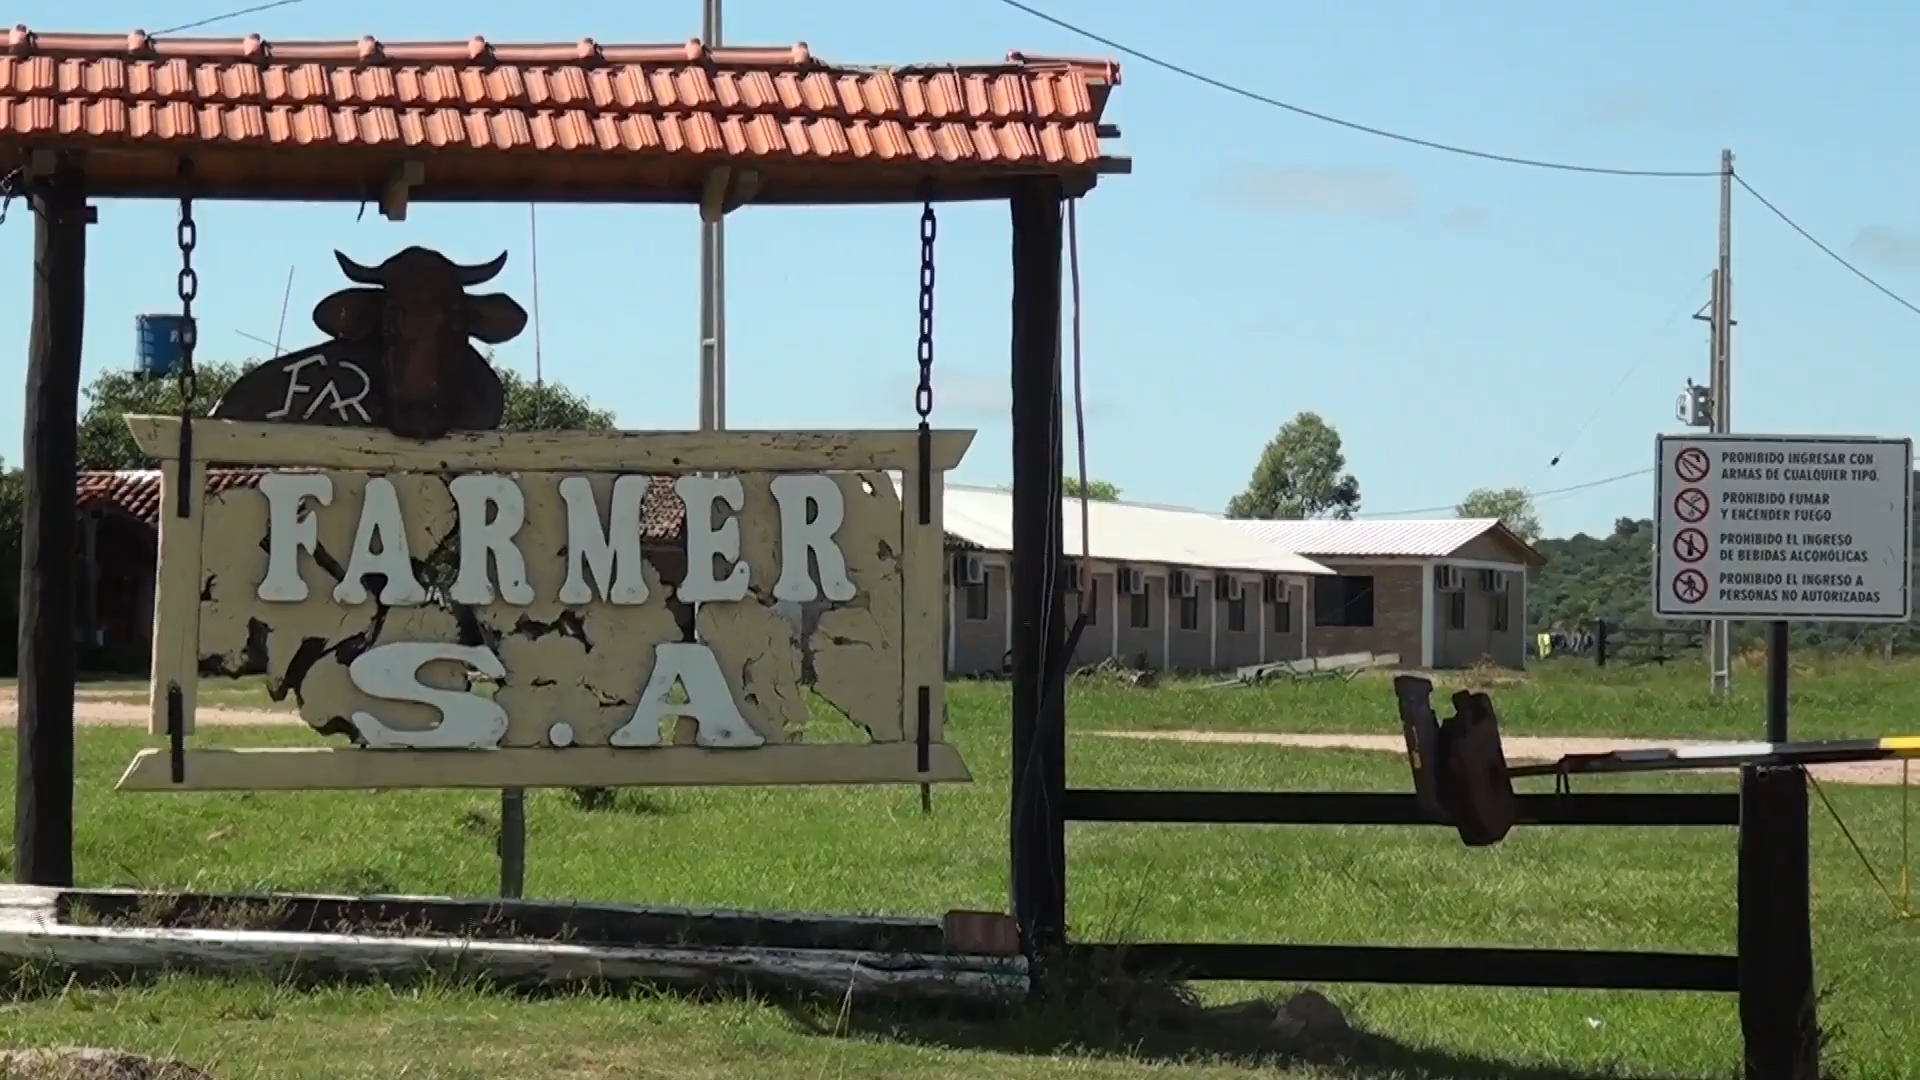 FAR
FARMER
S.A
PROHIBIDO INGRESAR CON
ARMAS DE CUALQUIER TIPO.
PROHIBIDO FUMAR
Y ENCENDER FUEGO
PROHIBIDO EL INGRESO
DE BEBIDAS ALCOHÓLICAS
PROHIBIDO EL INGRESO A
PERSONAS NO AUTORIZADAS